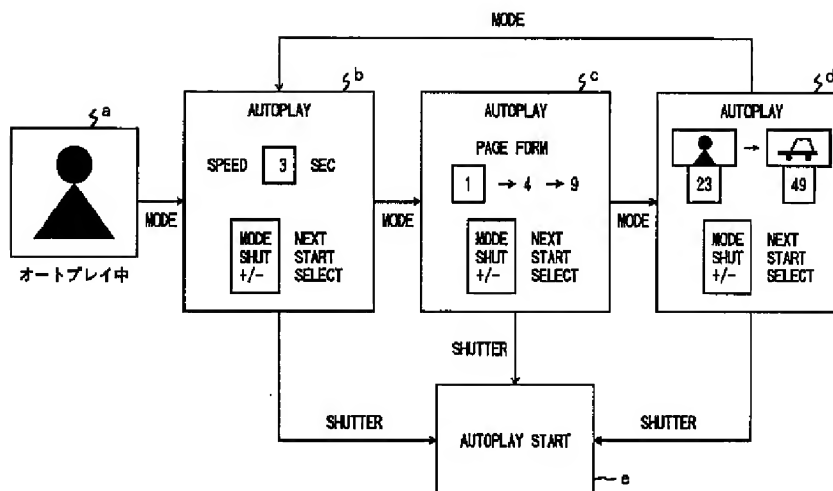 MODE
a
オートプレイ中
MODE
b
AUTOPLAY
SPEED 3 SEC
MODE NEXT
SHUT START
+/- SELECT
MODE
c
AUTOPLAY
PAGE FORM
1 → 4 → 9
MODE NEXT
SHUT START
+/- SELECT
MODE
d
AUTOPLAY
→
23 49
MODE NEXT
SHUT START
+/- SELECT
SHUTTER
SHUTTER
SHUTTER
AUTOPLAY START
e